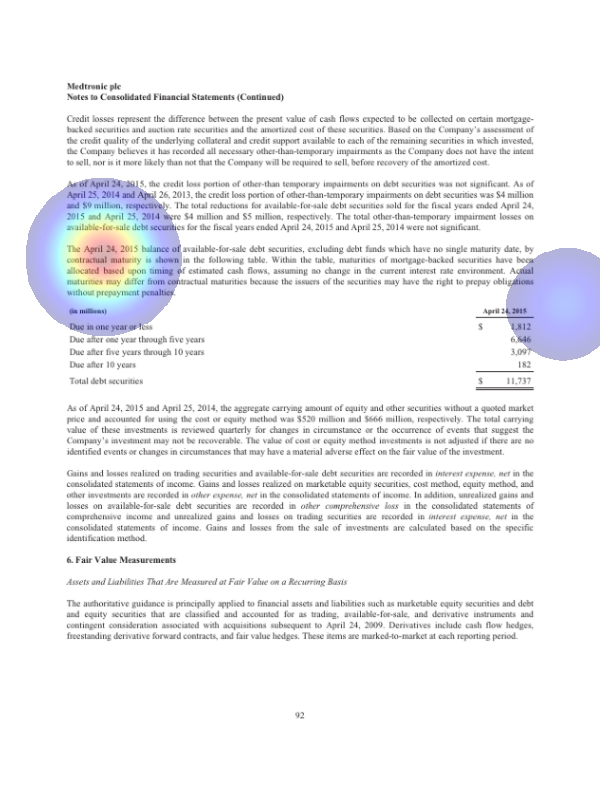 Medtronic plc
Notes to Consolidated Financial Statements (Continued)
Credit losses represent the difference between the present value of cash flows expected to be collected on certain mortgage-
backed securities and auction rate securities and the amortized cost of these securities. Based on the Company's assessment of
the credit quality of the underlying collateral and credit support available to each of the remaining securities in which invested,
the Company believes it has recorded all necessary other-than-temporary impairments as the Company does not have the intent
to sell, nor is it more likely than not that the Company will be required to sell, before recovery of the amortized cost.
As of April 24, 2015, the credit loss portion of other-than temporary impairments on debt securities was not significant. As of
April 25, 2014 and April 26, 2013, the credit loss portion of other-than-temporary impairments on debt securities was $4 million
and $9 million, respectively. The total reductions for available-for-sale debt securities sold for the fiscal years ended April 24,
2015 and April 25, 2014 were $4 million and $5 million, respectively. The total other-than-temporary impairment losses on
available-for-sale debt securities for the fiscal years ended April 24, 2015 and April 25, 2014 were not significant.
The April 24, 2015 balance of available-for-sale debt securities, excluding debt funds which have no single maturity date, by
contractual maturity is shown in the following table. Within the table, maturities of mortgage-backed securities have been
allocated based upon timing of estimated cash flows, assuming no change in the current interest rate environment. Actual
maturities may differ from contractual maturities because the issuers of the securities may have the right to prepay obligations
without prepayment penalties.
(in millions) April 24, 2015
Due in one year or less $ 1,812
Due after one year through five years 6,646
Due after five years through 10 years 3,097
Due after 10 years 182
Total debt securities $ 11,737
As of April 24, 2015 and April 25, 2014, the aggregate carrying amount of equity and other securities without a quoted market
price and accounted for using the cost or equity method was $520 million and $666 million, respectively. The total carrying
value of these investments is reviewed quarterly for changes in circumstance or the occurrence of events that suggest the
Company's investment may not be recoverable. The value of cost or equity method investments is not adjusted if there are no
identified events or changes in circumstances that may have a material adverse effect on the fair value of the investment.
Gains and losses realized on trading securities and available-for-sale debt securities are recorded in interest expense, net in the
consolidated statements of income. Gains and losses realized on marketable equity securities, cost method, equity method, and
other investments are recorded in other expense, net in the consolidated statements of income. In addition, unrealized gains and
losses on available-for-sale debt securities are recorded in other comprehensive loss in the consolidated statements of
comprehensive income and unrealized gains and losses on trading securities are recorded in interest expense, net in the
consolidated statements of income. Gains and losses from the sale of investments are calculated based on the specific
identification method.
6. Fair Value Measurements
Assets and Liabilities That Are Measured at Fair Value on a Recurring Basis
The authoritative guidance is principally applied to financial assets and liabilities such as marketable equity securities and debt
and equity securities that are classified and accounted for as trading, available-for-sale, and derivative instruments and
contingent consideration associated with acquisitions subsequent to April 24, 2009. Derivatives include cash flow hedges,
freestanding derivative forward contracts, and fair value hedges. These items are marked-to-market at each reporting period.
92